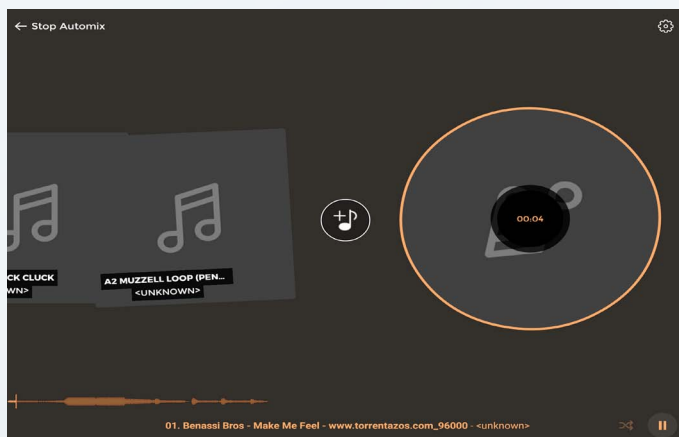 Stop Automix
CK CLUCK
WN>
A2 MUZZELL LOOP (PEN...
<UNKNOWN>
00:04
01. Benassi Bros - Make Me Feel - www.torrentazos.com_96000 - <unknown>